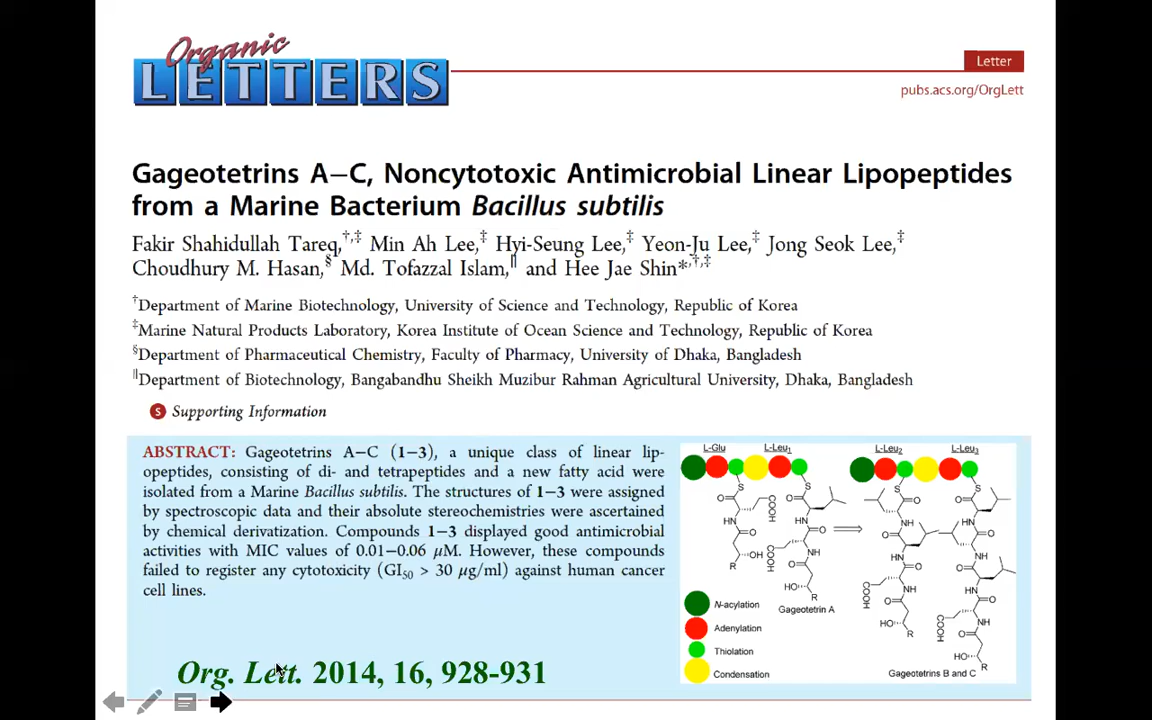 Organic
LETTERS
Letter
pubs.acs.org/OrgLett
Gageotetrins A−C, Noncytotoxic Antimicrobial Linear Lipopeptides
from a Marine Bacterium Bacillus subtilis
Fakir Shahidullah Tareq,†,‡ Min Ah Lee,‡ Hyi-Seung Lee,‡ Yeon-Ju Lee,‡ Jong Seok Lee,‡
Choudhury M. Hasan,§ Md. Tofazzal Islam,∥ and Hee Jae Shin*,†,‡
†Department of Marine Biotechnology, University of Science and Technology, Republic of Korea
‡Marine Natural Products Laboratory, Korea Institute of Ocean Science and Technology, Republic of Korea
§Department of Pharmaceutical Chemistry, Faculty of Pharmacy, University of Dhaka, Bangladesh
∥Department of Biotechnology, Bangabandhu Sheikh Muzibur Rahman Agricultural University, Dhaka, Bangladesh
S Supporting Information
ABSTRACT: Gageotetrins A−C (1−3), a unique class of linear lip-
opeptides, consisting of di- and tetrapeptides and a new fatty acid were
isolated from a Marine Bacillus subtilis. The structures of 1−3 were assigned
by spectroscopic data and their absolute stereochemistries were ascertained
by chemical derivatization. Compounds 1−3 displayed good antimicrobial
activities with MIC values of 0.01−0.06 μM. However, these compounds
failed to register any cytotoxicity (GI50 > 30 μg/ml) against human cancer
cell lines.
L-Glu L-Leu1 L-Leu2 L-Leu3
N-acylation
Adenylation
Thiolation
Condensation
Gageotetrin A
Gageotetrins B and C
Org. Lett. 2014, 16, 928-931